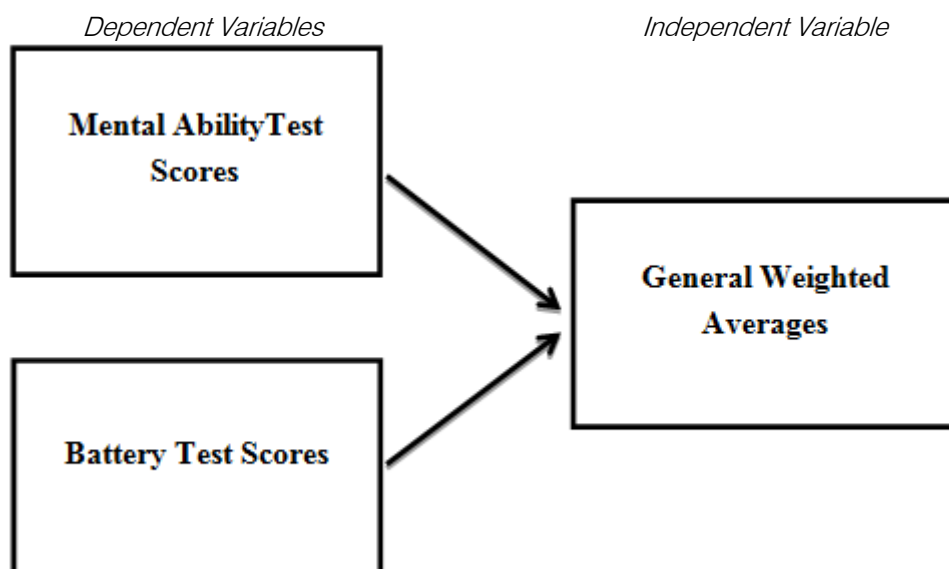 Dependent Variables
Independent Variable
Mental AbilityTest
Scores
General Weighted
Averages
Battery Test Scores